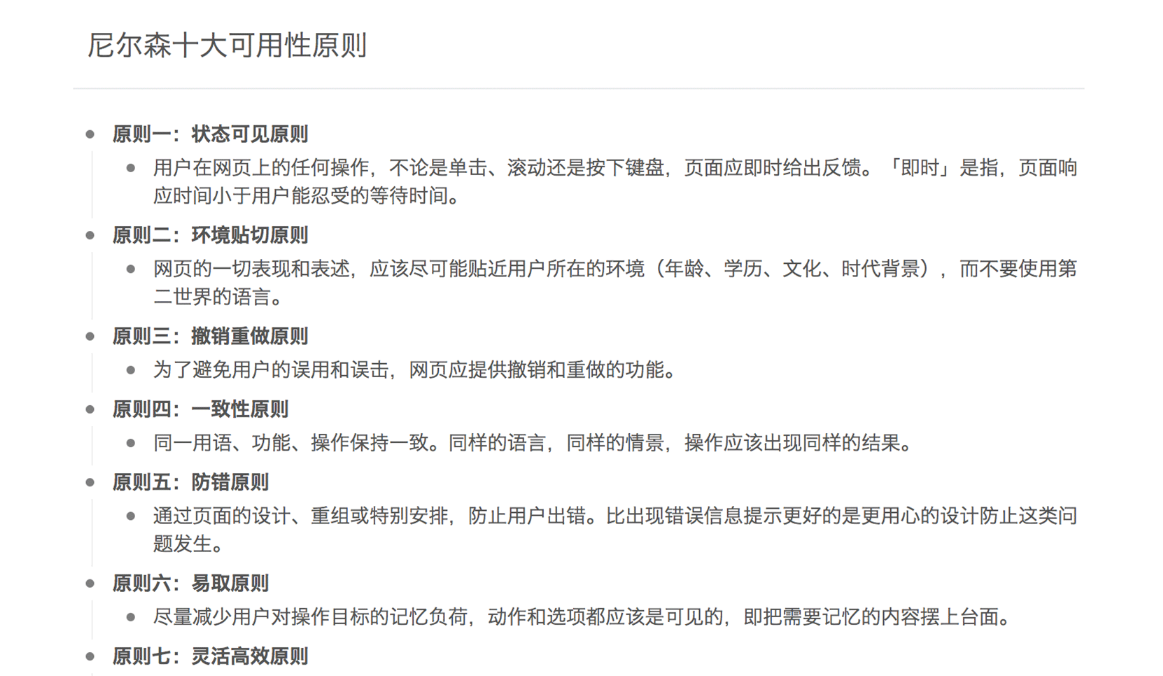 尼尔森十大可用性原则
原则一：状态可见原则
用户在网页上的任何操作，不论是单击、滚动还是按下键盘，页面应即时给出反馈。「即时」是指，页面响
应时间小于用户能忍受的等待时间。
原则二：环境贴切原则
网页的一切表现和表述，应该尽可能贴近用户所在的环境（年龄、学历、文化、时代背景），而不要使用第
二世界的语言。
原则三：撤销重做原则
为了避免用户的误用和误击，网页应提供撤销和重做的功能。
原则四：一致性原则
同一用语、功能、操作保持一致。同样的语言，同样的情景，操作应该出现同样的结果。
原则五：防错原则
通过页面的设计、重组或特别安排，防止用户出错。比出现错误信息提示更好的是更用心的设计防止这类问
题发生。
原则六：易取原则
尽量减少用户对操作目标的记忆负荷，动作和选项都应该是可见的，即把需要记忆的内容摆上台面。
原则七：灵活高效原则